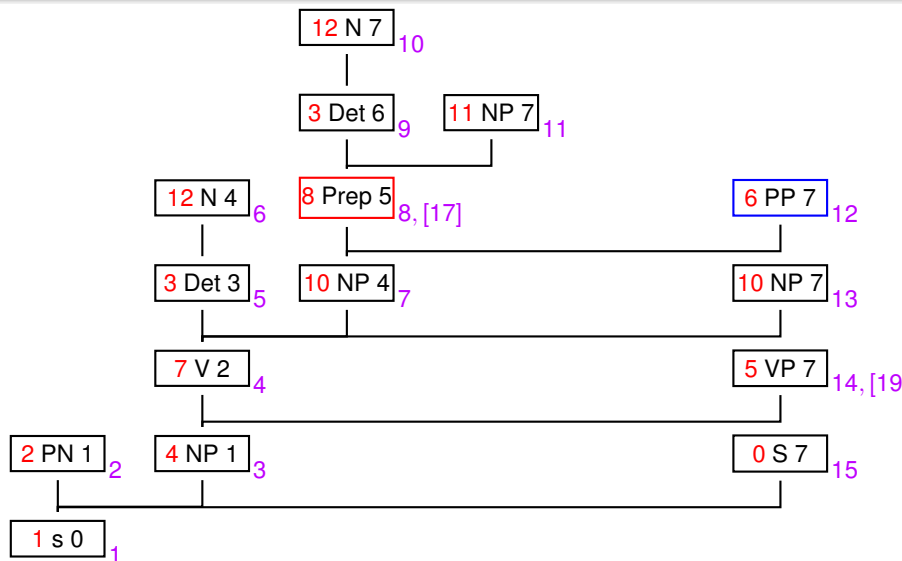 12 N 7 10
3 Det 6 9 11 NP 7 11
12 N 4 6 8 Prep 5 8, [17] 6 PP 7 12
3 Det 3 5 10 NP 4 7 10 NP 7 13
7 V 2 4 5 VP 7 14, [19
2 PN 1 2 4 NP 1 3 0 S 7 15
1 s 0 1